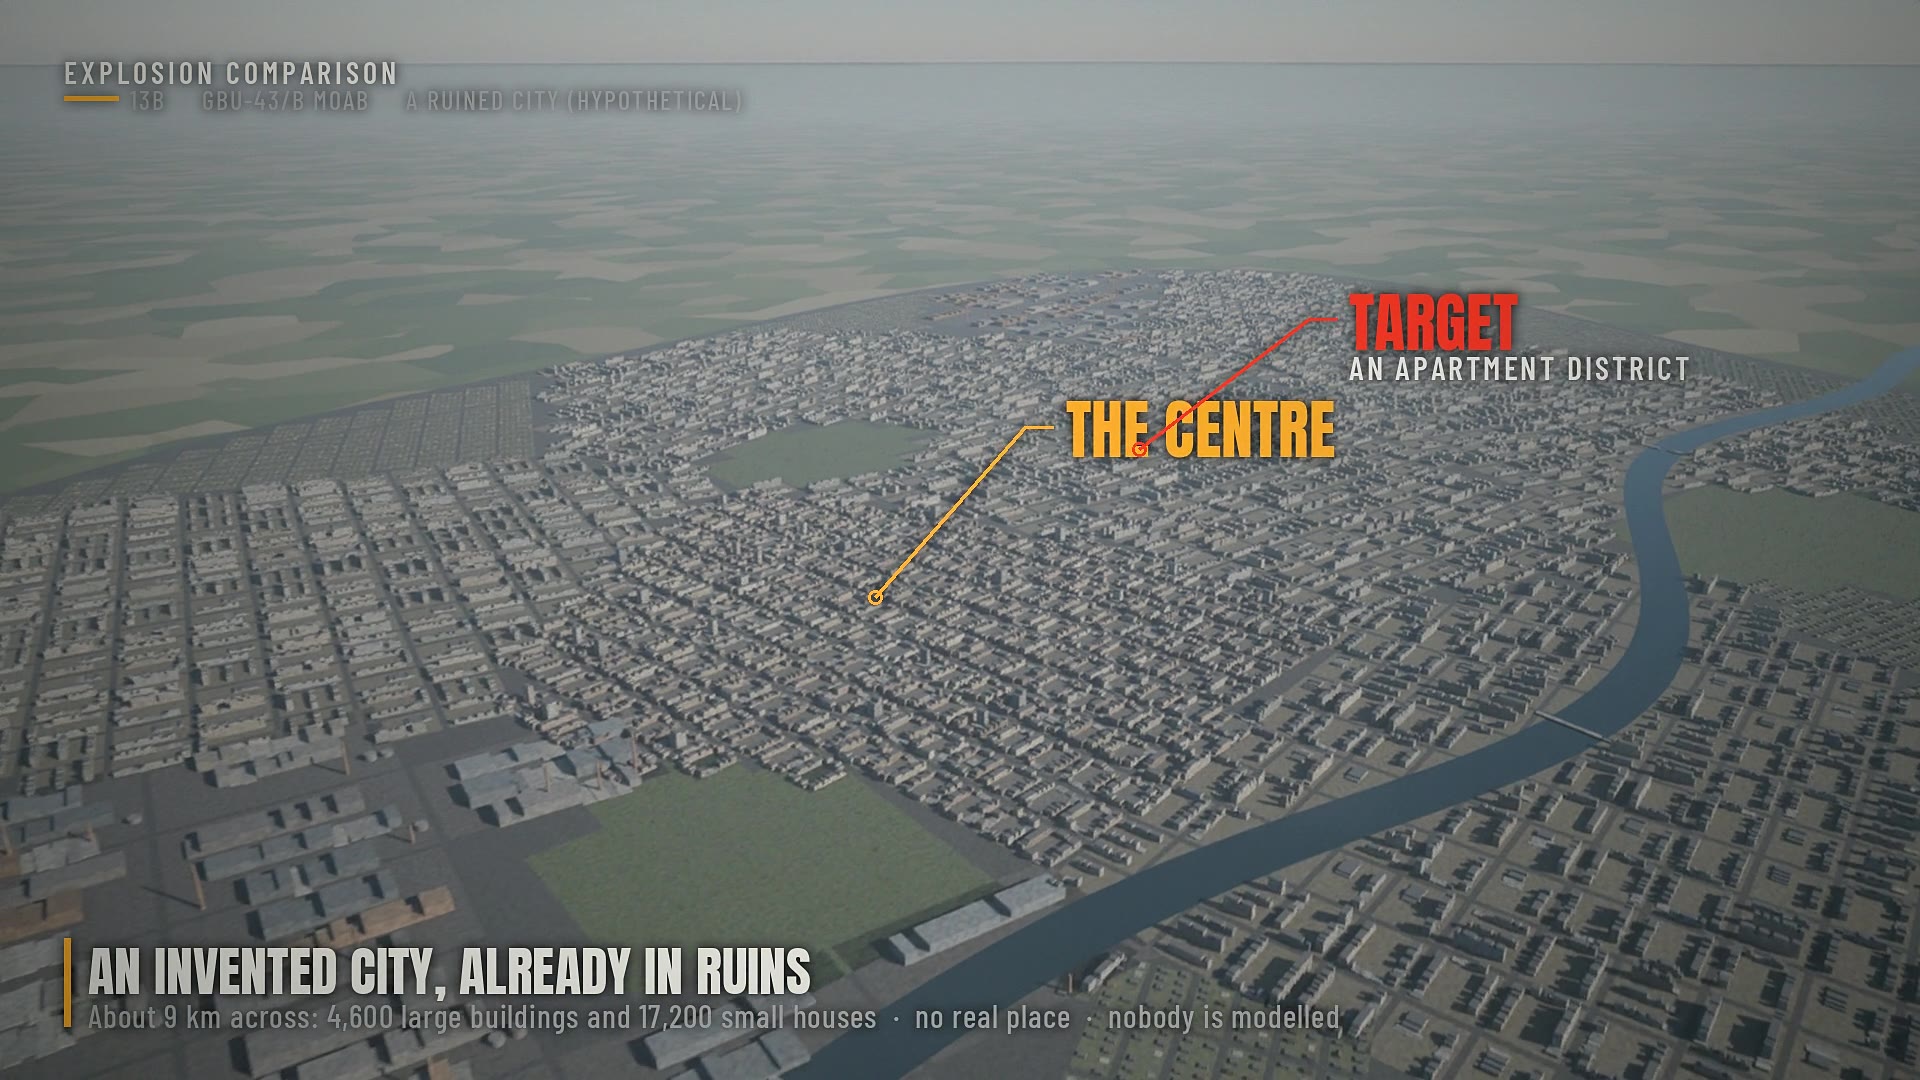 EXPLOSION COMPARISON
13B GBU-43/B MOAB A RUINED CITY (HYPOTHETICAL)
TARGET
AN APARTMENT DISTRICT
THE CENTRE
AN INVENTED CITY, ALREADY IN RUINS
About 9 km across: 4,600 large buildings and 17,200 small houses · no real place · nobody is modelled